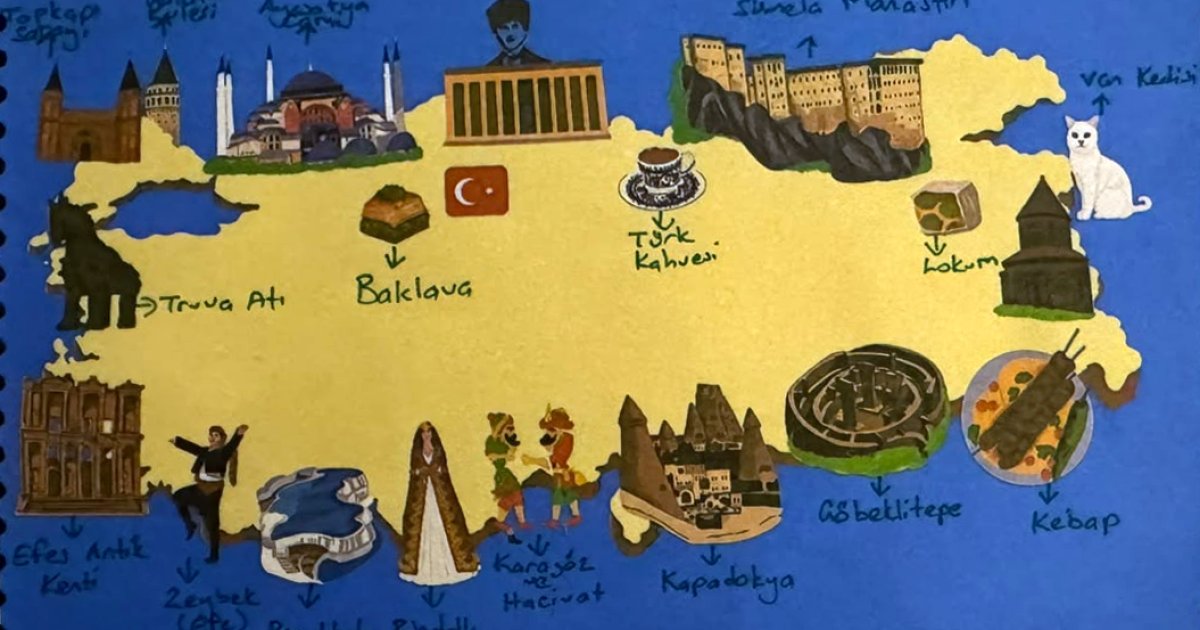 Topkapı
Sarayı
Ayasofya
Camii
Sümela Manastırı
Van Kedisi
Türk
Kahvesi
Lokum
Truva Atı
Baklava
Göbeklitepe
Kebap
Efes Antik
Kenti
Zeybek
(Efe)
Karagöz
ve
Hacivat
Kapadokya